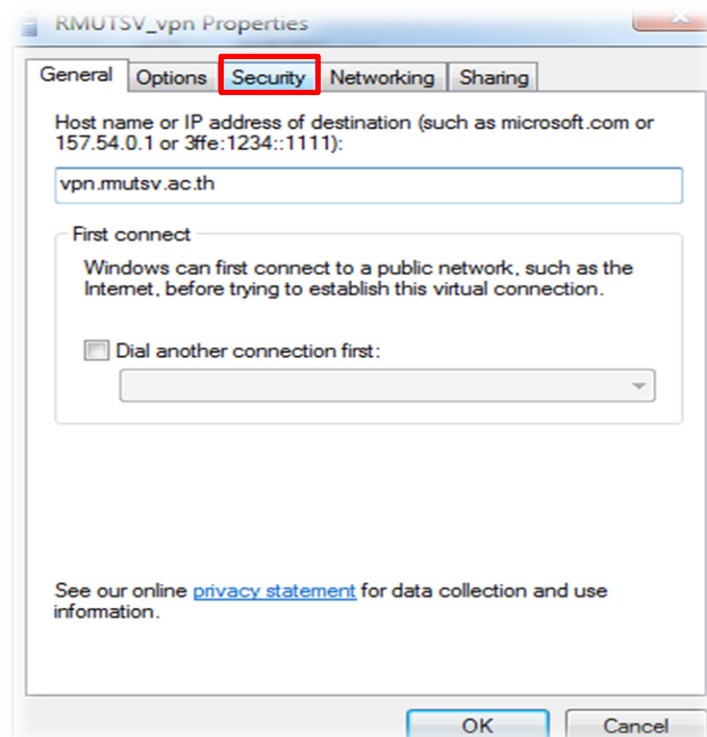 RMUTSV_vpn Properties
General Options Security Networking Sharing
Host name or IP address of destination (such as microsoft.com or
157.54.0.1 or 3ffe:1234::1111):
vpn.rmutsv.ac.th
First connect
Windows can first connect to a public network, such as the
Internet, before trying to establish this virtual connection.
Dial another connection first:
See our online privacy statement for data collection and use
information.
OK Cancel